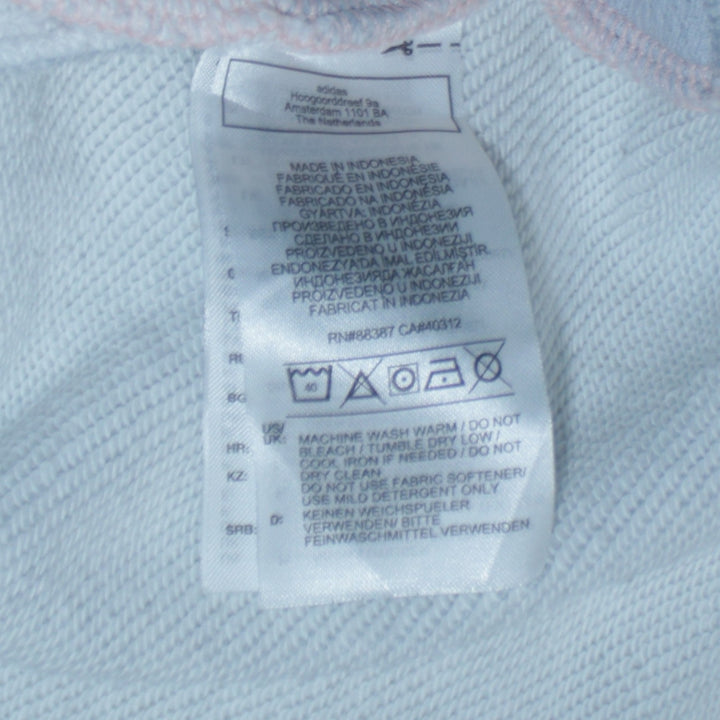 adidas
Hoogoorddreef 9a
Amsterdam 1101 BA
The Netherlands
MADE IN INDONESIA
FABRIQUÉ EN INDONÉSIE
FABRICADO EN INDONESIA
FABRICADO NA INDONÉSIA
GYÁRTVA: INDONÉZIA
ПРОИЗВЕДЕНО В ИНДОНЕЗИЯ
СДЕЛАНО В ИНДОНЕЗИИ
PROIZVEDENO U INDONEZIJI
ENDONEZYA'DA İMAL EDİLMİŞTİR
ИНДОНЕЗИЯДА ЖАСАЛҒАН
PROIZVEDENO U INDONEZIJI
FABRICAT IN INDONEZIA
RN#88387 CA#40312
40
US/
UK: MACHINE WASH WARM / DO NOT
BLEACH / TUMBLE DRY LOW /
COOL IRON IF NEEDED / DO NOT
DRY CLEAN
DO NOT USE FABRIC SOFTENER/
USE MILD DETERGENT ONLY
D: KEINEN WEICHSPUELER
VERWENDEN/ BITTE
FEINWASCHMITTEL VERWENDEN
BG
HR:
KZ:
SRB: